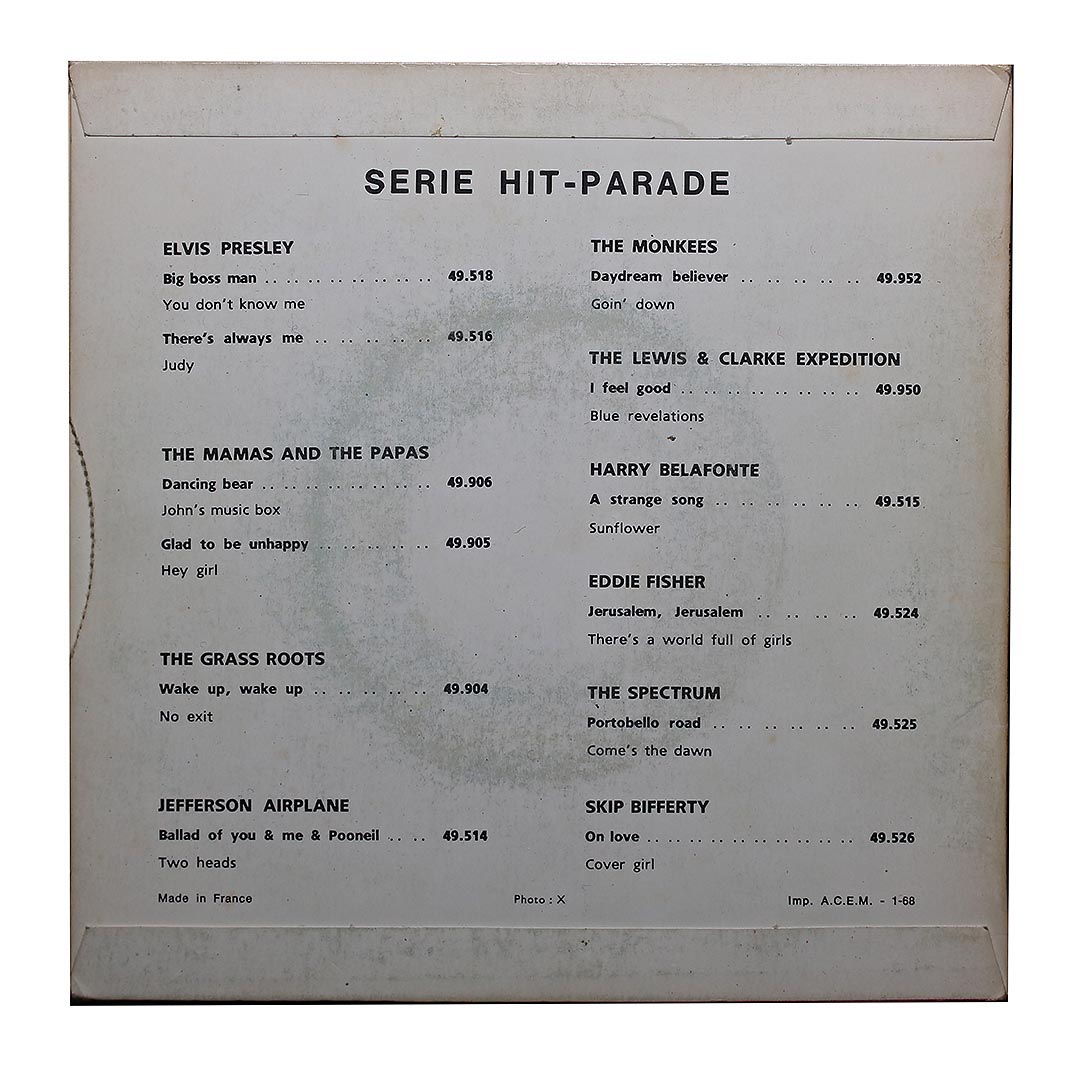 SERIE HIT-PARADE
ELVIS PRESLEY
Big boss man .. .. .. .. .. .. .. .. 49.518
You don't know me
There's always me .. .. .. .. .. .. 49.516
Judy
THE MAMAS AND THE PAPAS
Dancing bear .. .. .. .. .. .. .. .. 49.906
John's music box
Glad to be unhappy .. .. .. .. .. .. 49.905
Hey girl
THE GRASS ROOTS
Wake up, wake up .. .. .. .. .. .. 49.904
No exit
JEFFERSON AIRPLANE
Ballad of you & me & Pooneil .. .. 49.514
Two heads
THE MONKEES
Daydream believer .. .. .. .. .. .. 49.952
Goin' down
THE LEWIS & CLARKE EXPEDITION
I feel good .. .. .. .. .. .. .. .. .. 49.950
Blue revelations
HARRY BELAFONTE
A strange song .. .. .. .. .. .. .. 49.515
Sunflower
EDDIE FISHER
Jerusalem, Jerusalem .. .. .. .. .. 49.524
There's a world full of girls
THE SPECTRUM
Portobello road .. .. .. .. .. .. .. 49.525
Come's the dawn
SKIP BIFFERTY
On love .. .. .. .. .. .. .. .. .. .. 49.526
Cover girl
Made in France Photo : X Imp. A.C.E.M. - 1-68